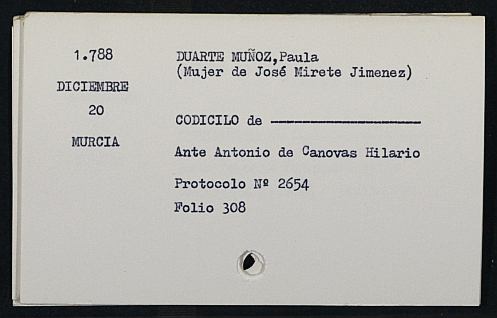 1.788
DICIEMBRE
20
MURCIA
DUARTE MUÑOZ,Paula
(Mujer de José Mirete Jimenez)
CODICILO de ————————
Ante Antonio de Canovas Hilario
Protocolo Nº 2654
Folio 308